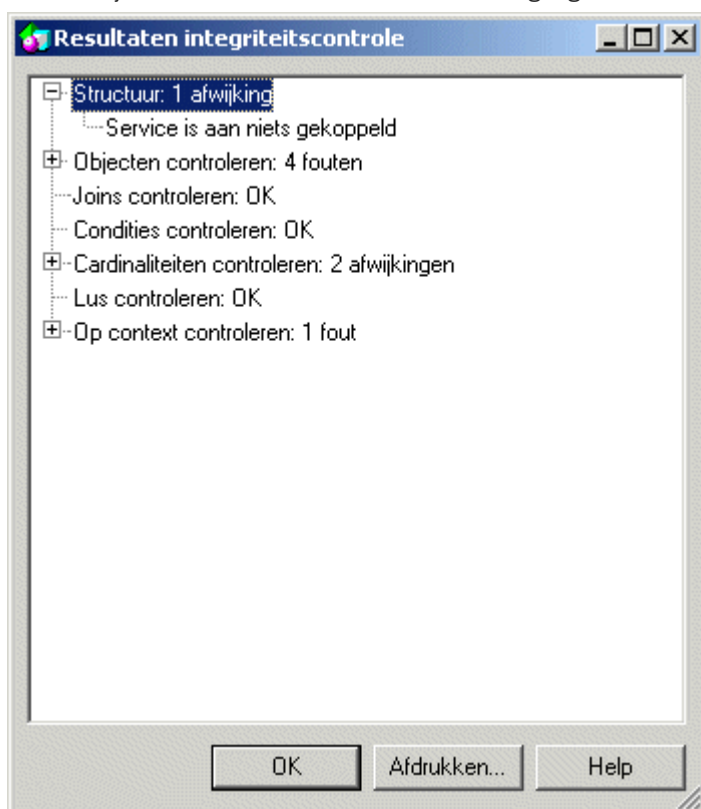 Resultaten integriteitscontrole
Structuur: 1 afwijking
Service is aan niets gekoppeld
Objecten controleren: 4 fouten
Joins controleren: OK
Condities controleren: OK
Cardinaliteiten controleren: 2 afwijkingen
Lus controleren: OK
Op context controleren: 1 fout
OK Afdrukken... Help